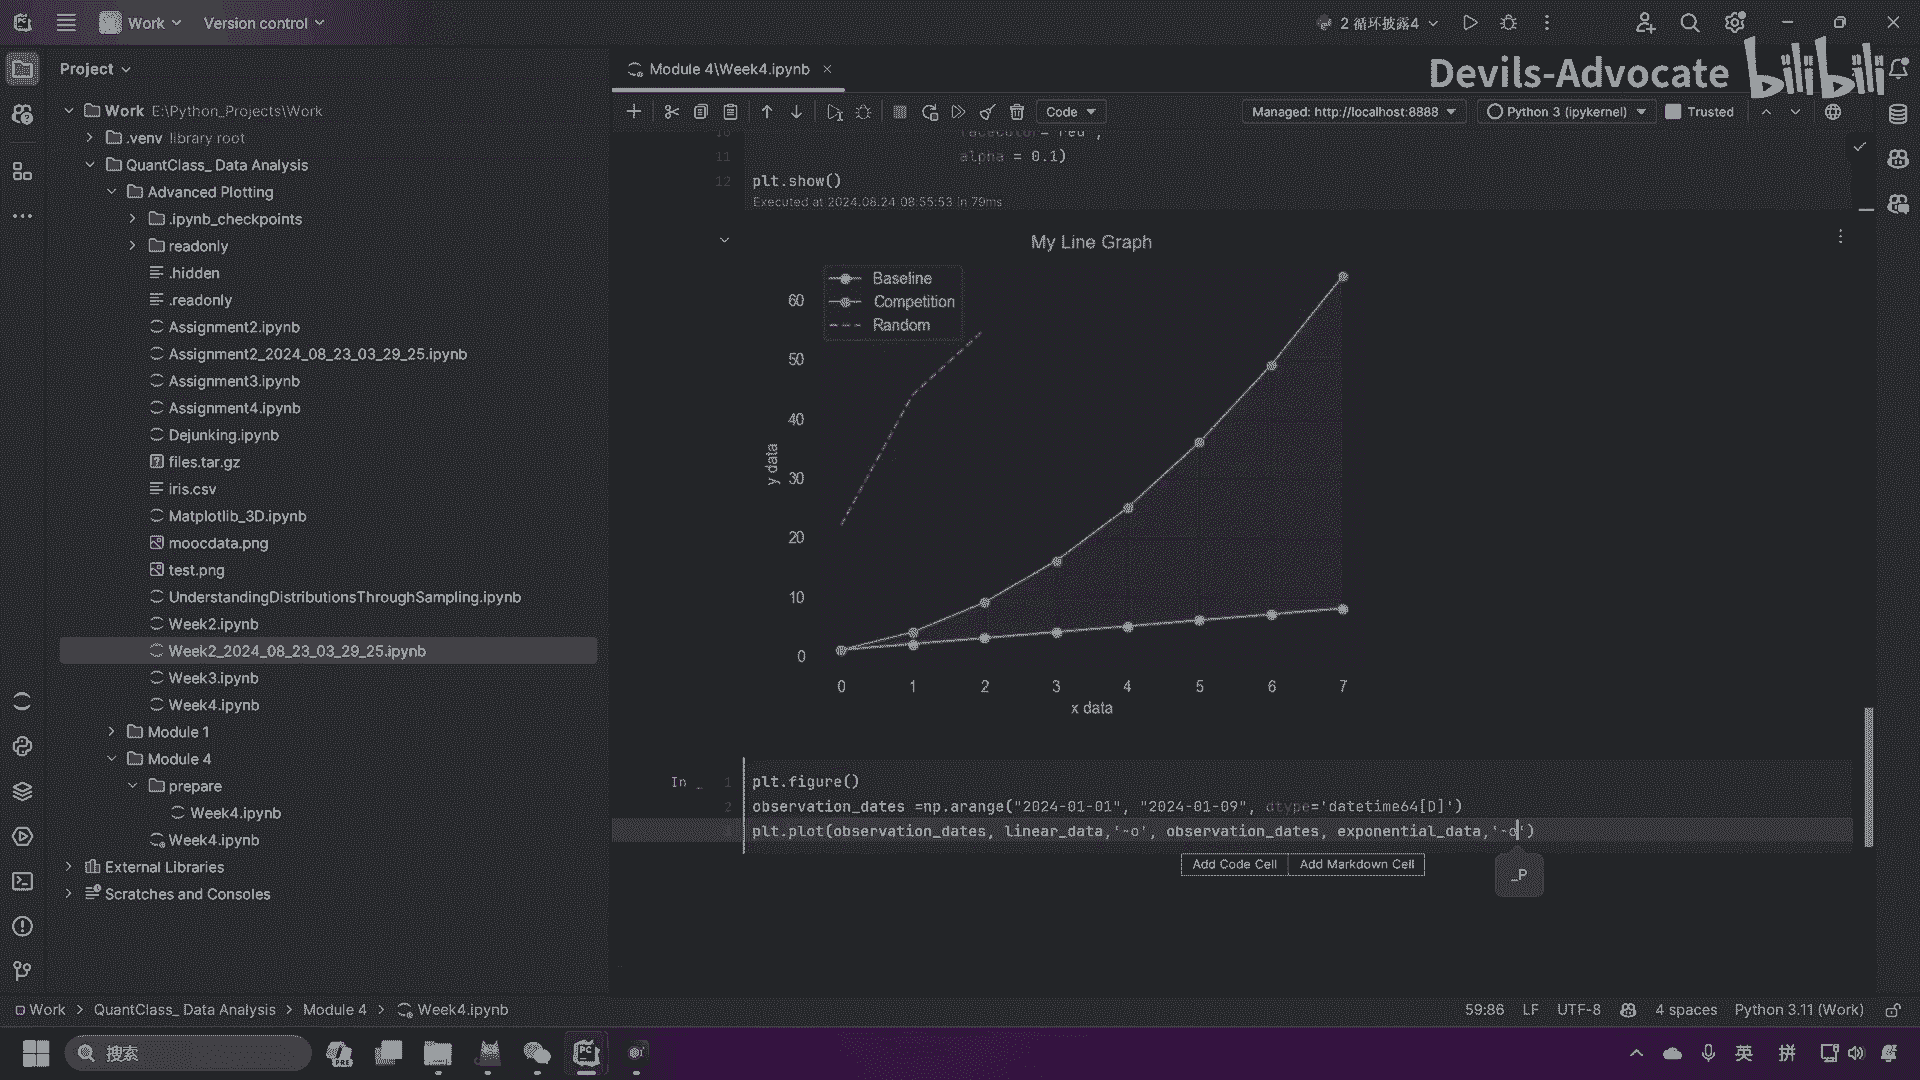 Work
Version control
2 循环披露4
Project
Module 4\Week4.ipynb
Devils-Advocate bilibili
Work E:\Python_Projects\Work
.venv library root
QuantClass_ Data Analysis
Advanced Plotting
.ipynb_checkpoints
readonly
.hidden
.readonly
Assignment2.ipynb
Assignment2_2024_08_23_03_29_25.ipynb
Assignment3.ipynb
Assignment4.ipynb
Dejunking.ipynb
files.tar.gz
iris.csv
Matplotlib_3D.ipynb
moocdata.png
test.png
UnderstandingDistributionsThroughSampling.ipynb
Week2.ipynb
Week2_2024_08_23_03_29_25.ipynb
Week3.ipynb
Week4.ipynb
Module 1
Module 4
prepare
Week4.ipynb
Week4.ipynb
External Libraries
Scratches and Consoles
Code
Managed: http://localhost:8888
Python 3 (ipykernel)
Trusted
10 facecolor='red',
11 alpha = 0.1)
12 plt.show()
Executed at 2024.08.24 08:55:53 in 79ms
My Line Graph
Baseline
Competition
Random
60
50
40
30
20
10
0
y data
0 1 2 3 4 5 6 7
x data
In _ 1 plt.figure()
2 observation_dates =np.arange("2024-01-01", "2024-01-09", dtype='datetime64[D]')
3 plt.plot(observation_dates, linear_data,'-o', observation_dates, exponential_data,'-o')
Add Code Cell Add Markdown Cell
_P
Work > QuantClass_ Data Analysis > Module 4 > Week4.ipynb
59:86 LF UTF-8 4 spaces Python 3.11 (Work)
搜索
PRE
PC
英 拼